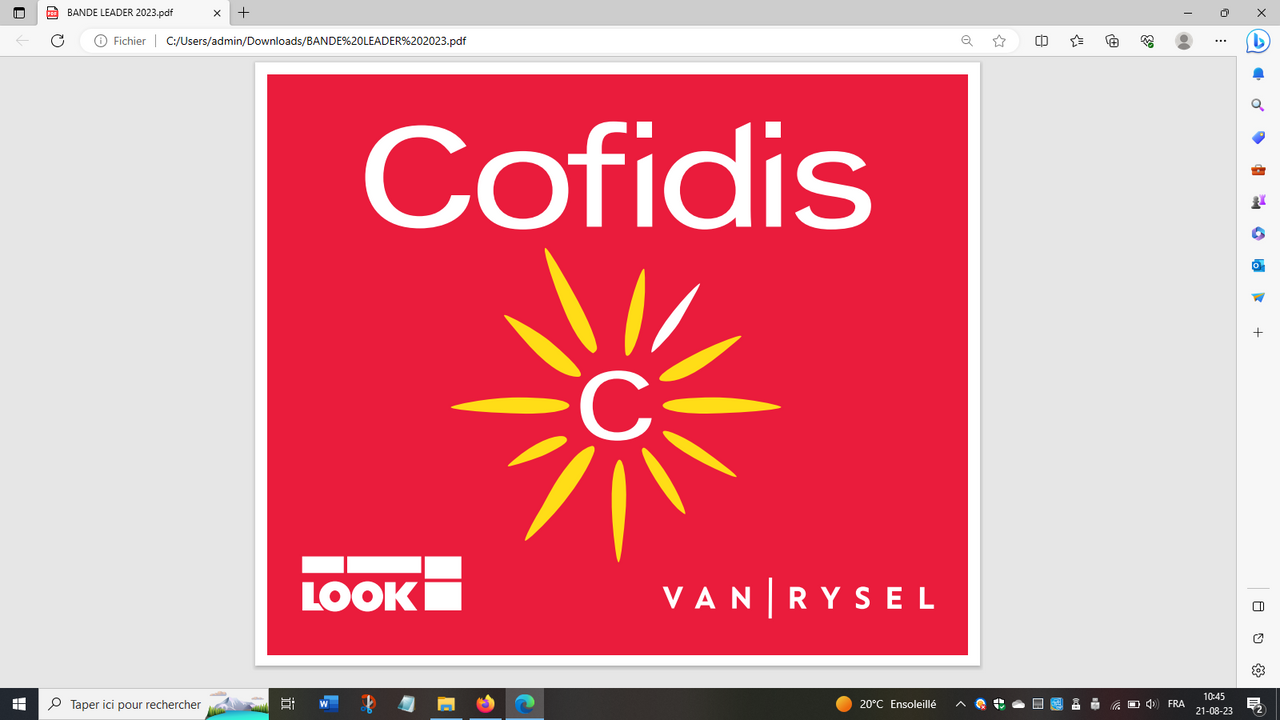 BANDE LEADER 2023.pdf
Fichier
C:/Users/admin/Downloads/BANDE%20LEADER%202023.pdf
Cofidis
C
LOOK
VAN|RYSEL
Taper ici pour rechercher
20°C Ensoleillé
FRA
10:45
21-08-23
2